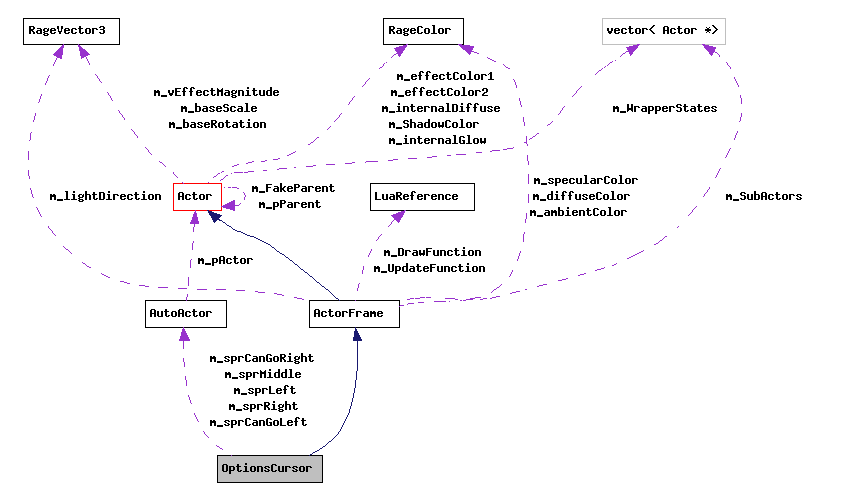 RageVector3
RageColor
vector< Actor *>
m_vEffectMagnitude
m_baseScale
m_baseRotation
m_effectColor1
m_effectColor2
m_internalDiffuse
m_ShadowColor
m_internalGlow
m_WrapperStates
m_lightDirection
Actor
m_FakeParent
m_pParent
LuaReference
m_specularColor
m_diffuseColor
m_ambientColor
m_SubActors
m_pActor
m_DrawFunction
m_UpdateFunction
AutoActor
ActorFrame
m_sprCanGoRight
m_sprMiddle
m_sprLeft
m_sprRight
m_sprCanGoLeft
OptionsCursor